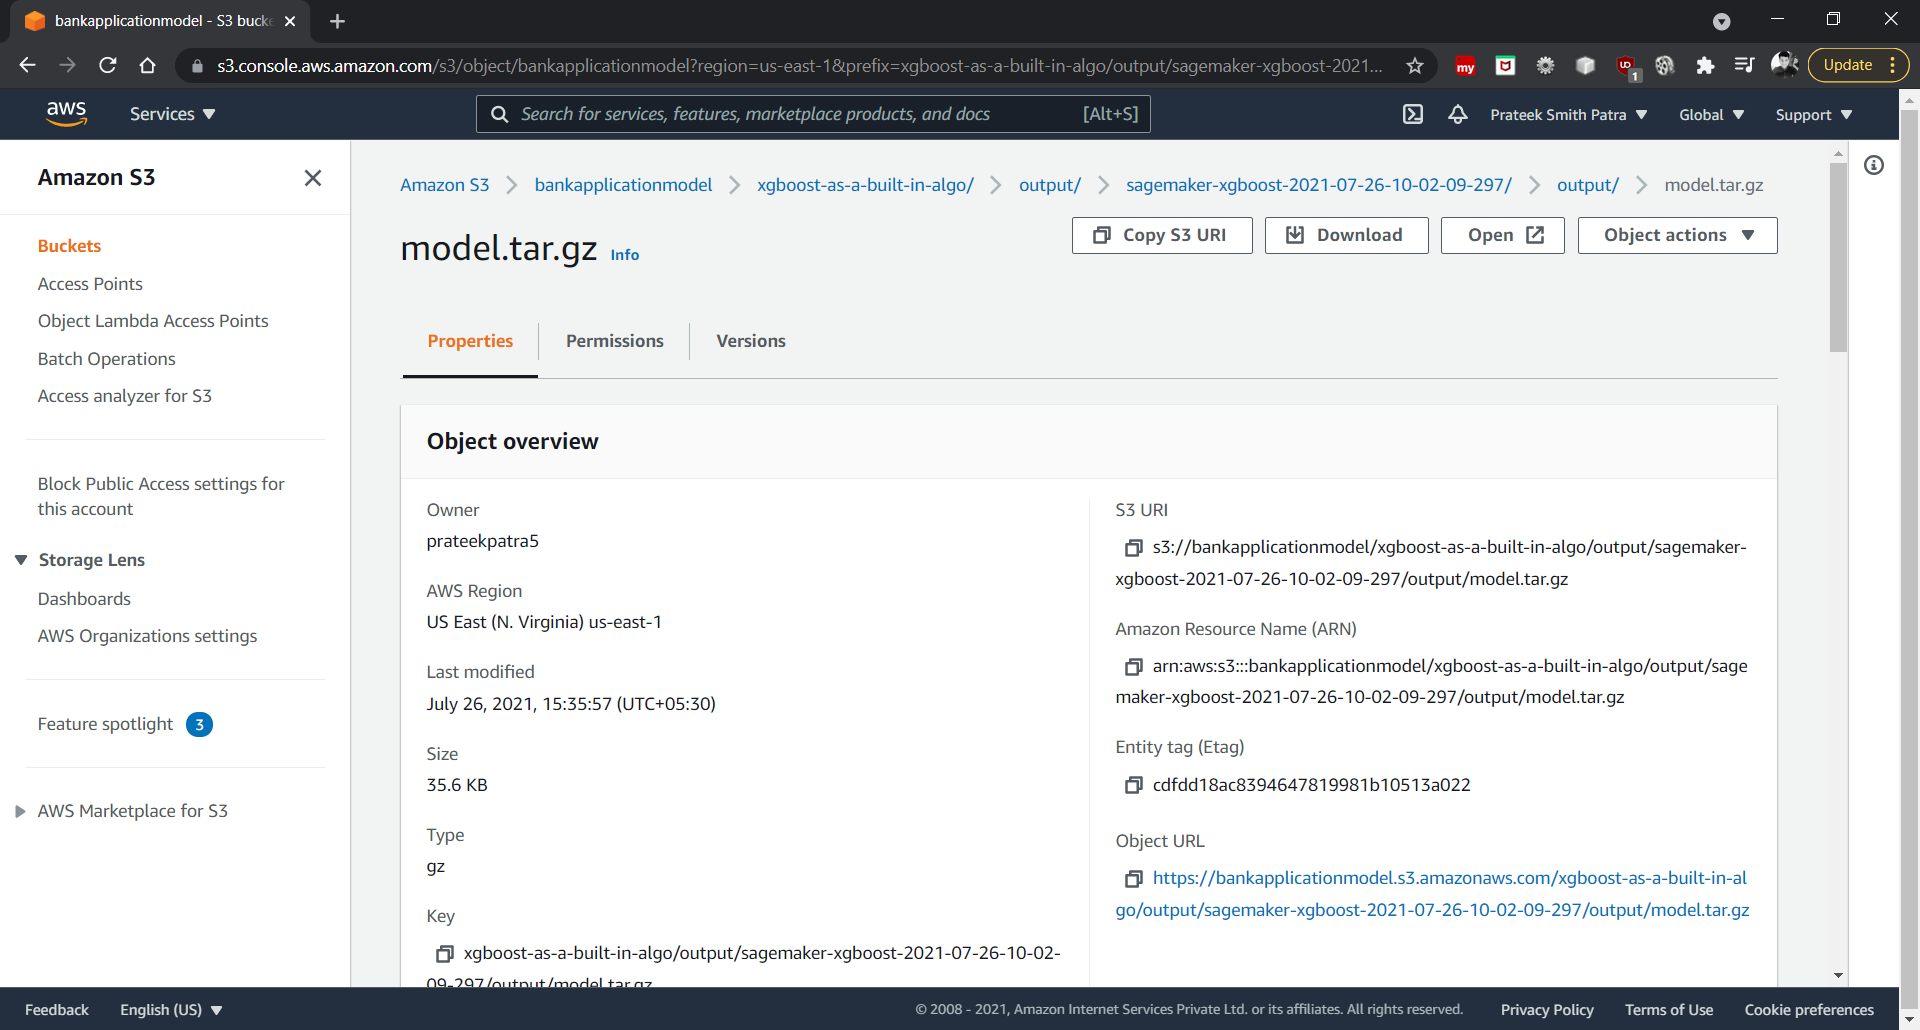 bankapplicationmodel - S3 bucke
s3.console.aws.amazon.com/s3/object/bankapplicationmodel?region=us-east-1&prefix=xgboost-as-a-built-in-algo/output/sagemaker-xgboost-2021...
my
1
Update
aws
Services
Search for services, features, marketplace products, and docs
[Alt+S]
Prateek Smith Patra
Global
Support
Amazon S3
Buckets
Access Points
Object Lambda Access Points
Batch Operations
Access analyzer for S3
Block Public Access settings for
this account
Storage Lens
Dashboards
AWS Organizations settings
Feature spotlight 3
AWS Marketplace for S3
Amazon S3
bankapplicationmodel
xgboost-as-a-built-in-algo/
output/
sagemaker-xgboost-2021-07-26-10-02-09-297/
output/
model.tar.gz
model.tar.gz Info
Copy S3 URI
Download
Open
Object actions
Properties
Permissions
Versions
Object overview
Owner
prateekpatra5
AWS Region
US East (N. Virginia) us-east-1
Last modified
July 26, 2021, 15:35:57 (UTC+05:30)
Size
35.6 KB
Type
gz
Key
xgboost-as-a-built-in-algo/output/sagemaker-xgboost-2021-07-26-10-02-
09-297/output/model.tar.gz
S3 URI
s3://bankapplicationmodel/xgboost-as-a-built-in-algo/output/sagemaker-
xgboost-2021-07-26-10-02-09-297/output/model.tar.gz
Amazon Resource Name (ARN)
arn:aws:s3:::bankapplicationmodel/xgboost-as-a-built-in-algo/output/sage
maker-xgboost-2021-07-26-10-02-09-297/output/model.tar.gz
Entity tag (Etag)
cdfdd18ac8394647819981b10513a022
Object URL
https://bankapplicationmodel.s3.amazonaws.com/xgboost-as-a-built-in-al
go/output/sagemaker-xgboost-2021-07-26-10-02-09-297/output/model.tar.gz
Feedback
English (US)
© 2008 - 2021, Amazon Internet Services Private Ltd. or its affiliates. All rights reserved.
Privacy Policy
Terms of Use
Cookie preferences